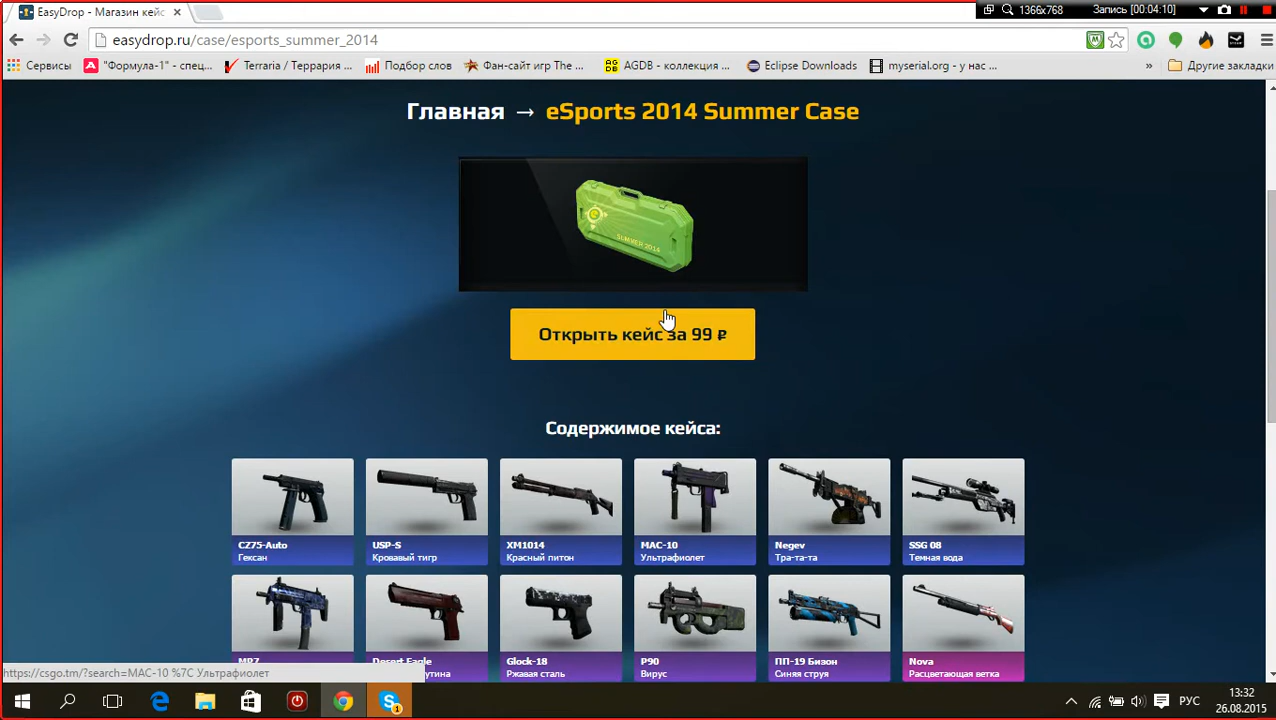 EasyDrop - Магазин кейс
1366x768
Запись [00:04:10]
easydrop.ru/case/esports_summer_2014
Сервисы
"Формула-1" - спец...
Terraria / Террария ...
Подбор слов
Фан-сайт игр The ...
AGDB - коллекция ...
Eclipse Downloads
myserial.org - у нас ...
»
Другие закладки
Главная → eSports 2014 Summer Case
SUMMER 2014
Открыть кейс за 99 ₽
Содержимое кейса:
CZ75-Auto
Гексан
USP-S
Кровавый тигр
XM1014
Красный питон
MAC-10
Ультрафиолет
Negev
Тра-та-та
SSG 08
Темная вода
MP7
Desert Eagle
Glock-18
Ржавая сталь
P90
Вирус
ПП-19 Бизон
Синяя струя
Nova
Расцветающая ветка
https://csgo.tm/?search=MAC-10 %7C Ультрафиолет
1
РУС
13:32
26.08.2015